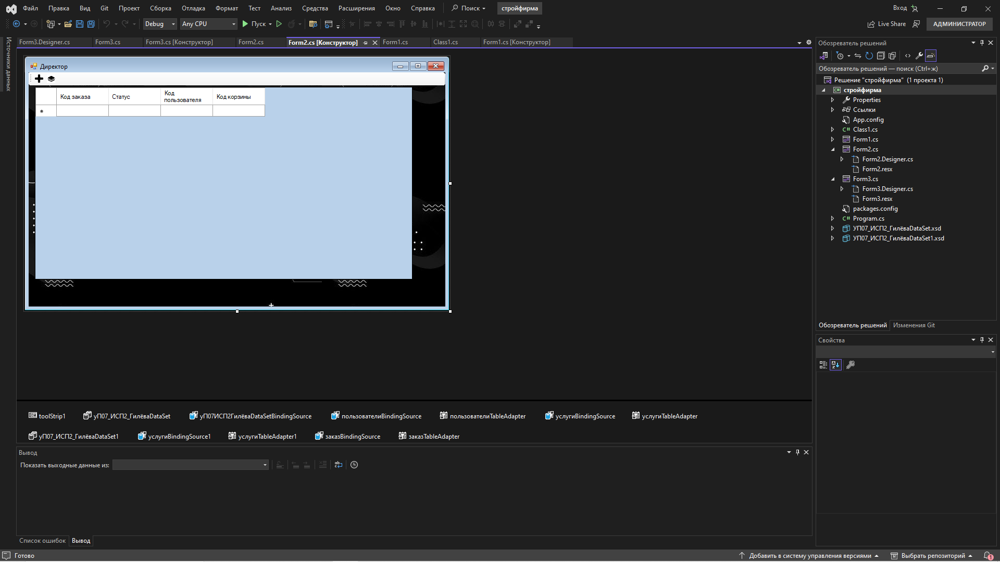 Файл Правка Вид Git Проект Сборка Отладка Формат Тест Анализ Средства Расширения Окно Справка Поиск стройфирма Вход
Debug Any CPU Пуск Live Share АДМИНИСТРАТОР
Источники данных
Form3.Designer.cs Form3.cs Form3.cs [Конструктор] Form2.cs Form2.cs [Конструктор] Form1.cs Class1.cs Form1.cs [Конструктор]
Директор
Код заказа Статус Код пользователя Код корзины
toolStrip1 уП07_ИСП2_ГилёваDataSet уП07ИСП2ГилёваDataSetBindingSource пользователиBindingSource пользователиTableAdapter услугиBindingSource услугиTableAdapter
уП07_ИСП2_ГилёваDataSet1 услугиBindingSource1 услугиTableAdapter1 заказBindingSource заказTableAdapter
Вывод
Показать выходные данные из:
Список ошибок Вывод
Обозреватель решений
Обозреватель решений — поиск (Ctrl+ж)
Решение "стройфирма" (1 проекта 1)
стройфирма
Properties
Ссылки
App.config
Class1.cs
Form1.cs
Form2.cs
Form2.Designer.cs
Form2.resx
Form3.cs
Form3.Designer.cs
Form3.resx
packages.config
Program.cs
УП07_ИСП2_ГилёваDataSet.xsd
УП07_ИСП2_ГилёваDataSet1.xsd
Обозреватель решений Изменения Git
Свойства
Готово Добавить в систему управления версиями Выбрать репозиторий 1